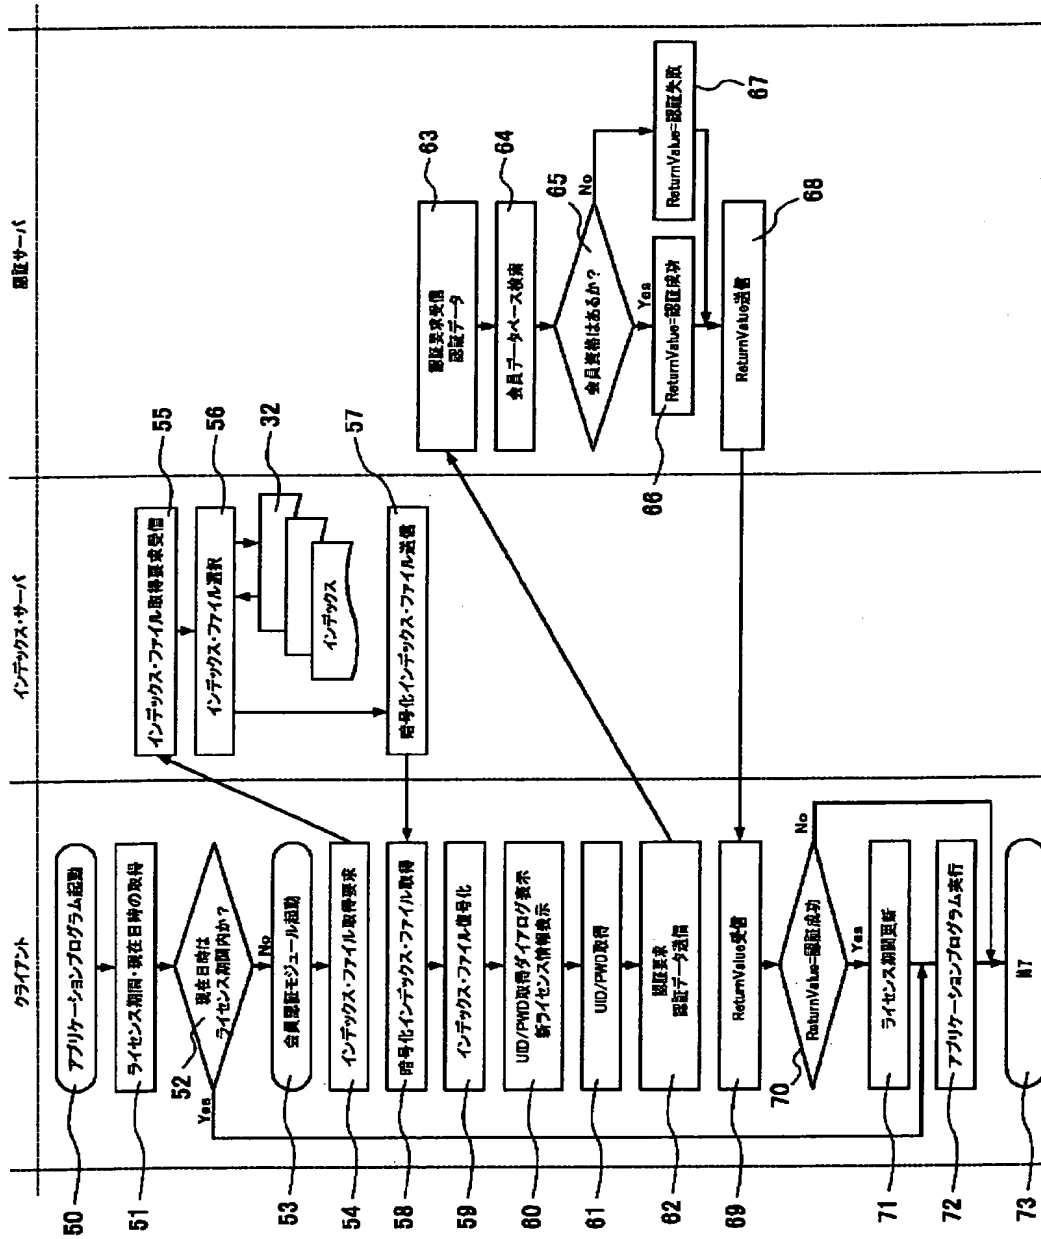 クライアント
インデックス・サーバ
認証サーバ
50
アプリケーションプログラム起動
51
ライセンス期間・現在日時の取得
52
現在日時は
ライセンス期間内か?
Yes
No
53
会員認証モジュール起動
54
インデックス・ファイル取得要求
55
インデックス・ファイル取得要求受信
56
インデックス・ファイル選択
32
インデックス
57
暗号化インデックス・ファイル送信
58
暗号化インデックス・ファイル取得
59
インデックス・ファイル復号化
60
UID/PWD取得ダイアログ表示
新ライセンス情報表示
61
UID/PWD取得
62
認証要求
認証データ送信
63
認証要求受信
認証データ
64
会員データベース検索
65
会員資格はあるか?
No
Yes
66
ReturnValue=認証成功
67
ReturnValue=認証失敗
68
ReturnValue送信
69
ReturnValue受信
70
ReturnValue=認証成功
No
Yes
71
ライセンス期間更新
72
アプリケーションプログラム実行
73
終了